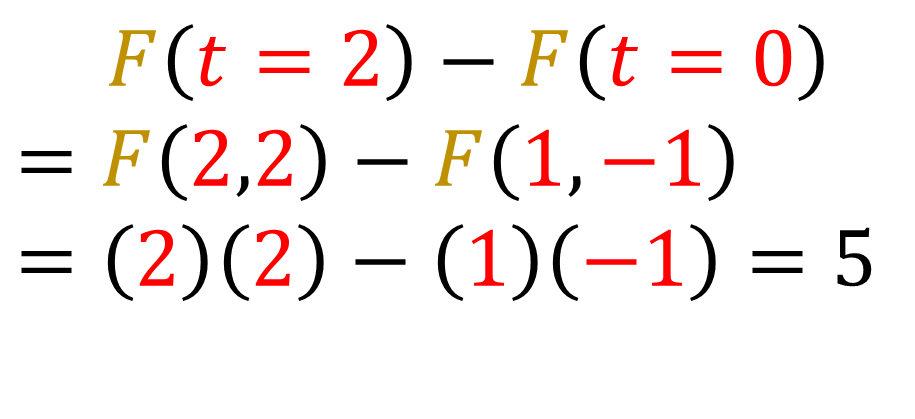 F(t = 2) − F(t = 0)
= F(2,2) − F(1, −1)
= (2)(2) − (1)(−1) = 5